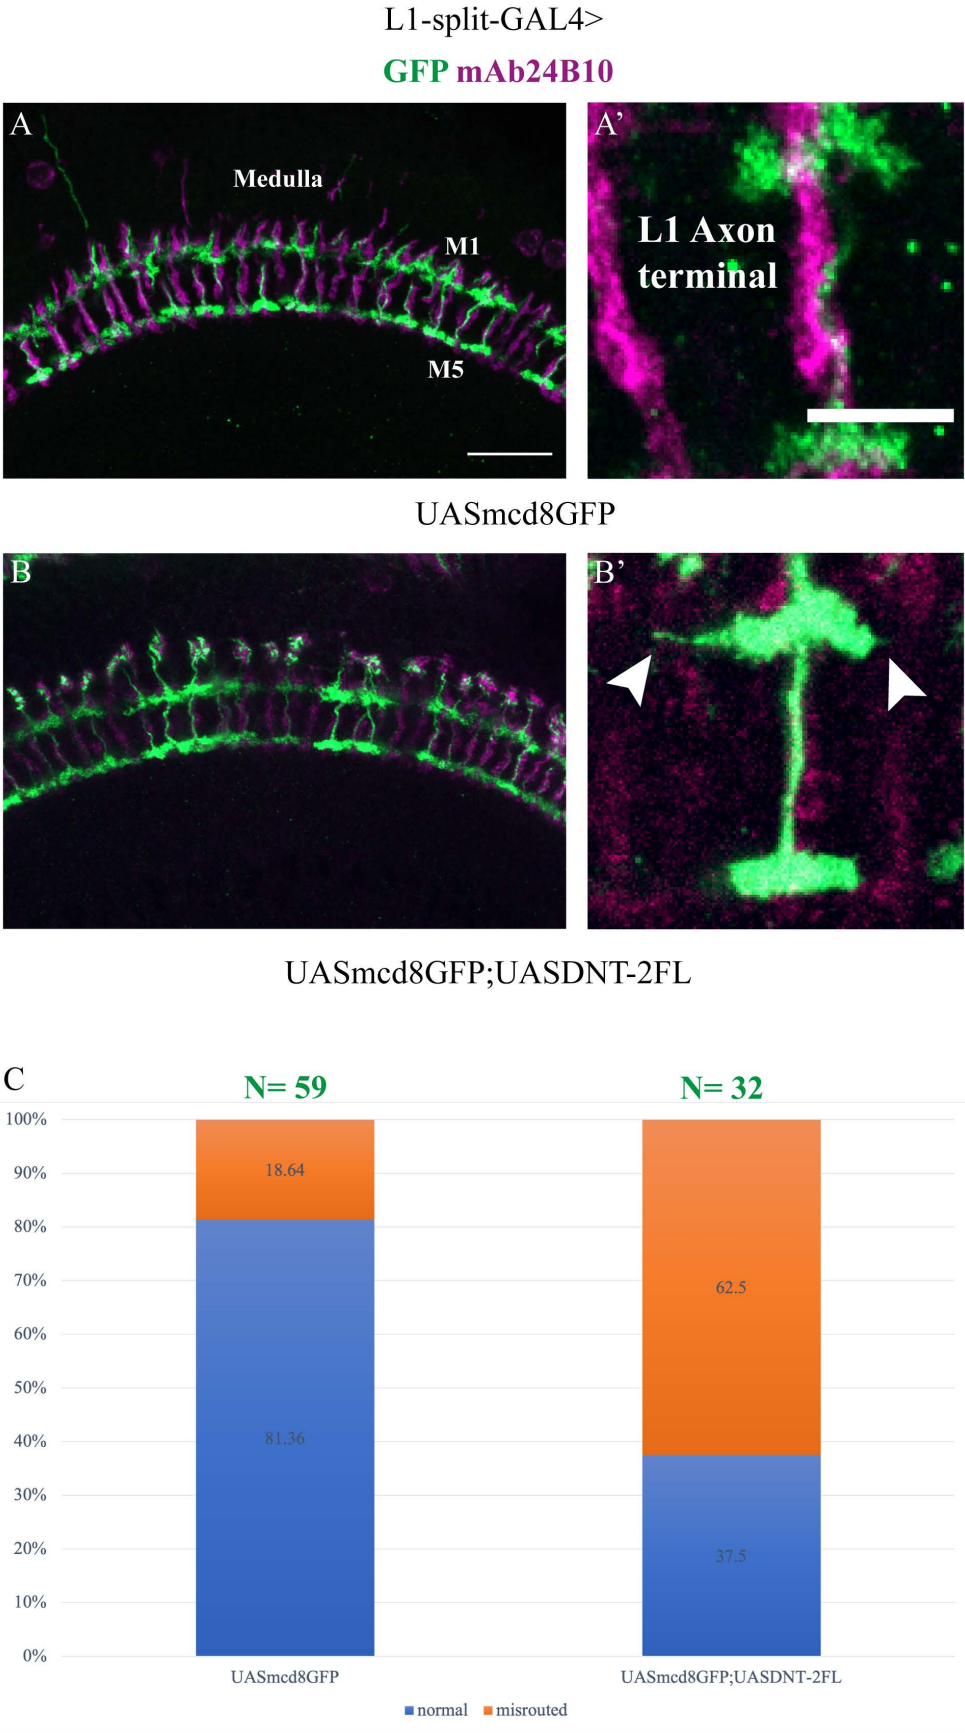 L1-split-GAL4>
GFP mAb24B10
A
Medulla
M1
M5
A’
L1 Axon
terminal
UASmcd8GFP
B
B’
UASmcd8GFP;UASDNT-2FL
C
N= 59
N= 32
100%
90%
80%
70%
60%
50%
40%
30%
20%
10%
0%
18.64
81.36
62.5
37.5
UASmcd8GFP
UASmcd8GFP;UASDNT-2FL
normal
misrouted